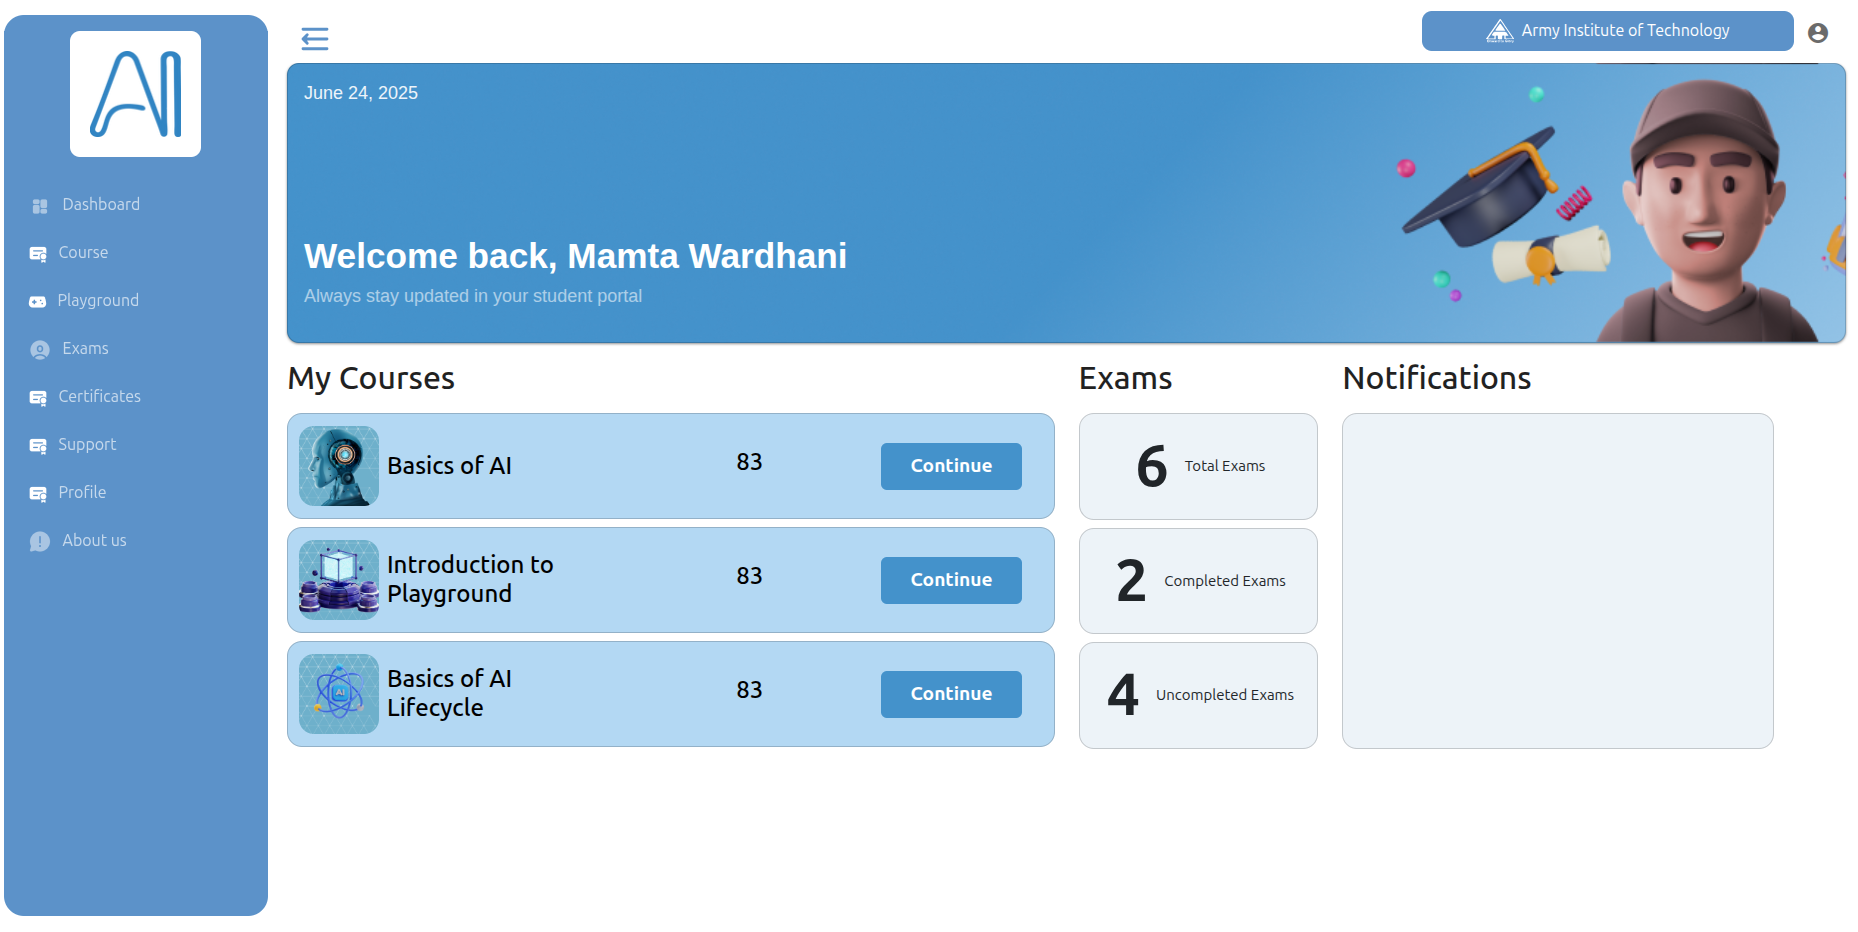 AI
Dashboard
Course
Playground
Exams
Certificates
Support
Profile
About us
Army Institute of Technology
June 24, 2025
Welcome back, Mamta Wardhani
Always stay updated in your student portal
My Courses
Basics of AI
83
Continue
Introduction to
Playground
83
Continue
AI
Basics of AI
Lifecycle
83
Continue
Exams
6 Total Exams
2 Completed Exams
4 Uncompleted Exams
Notifications